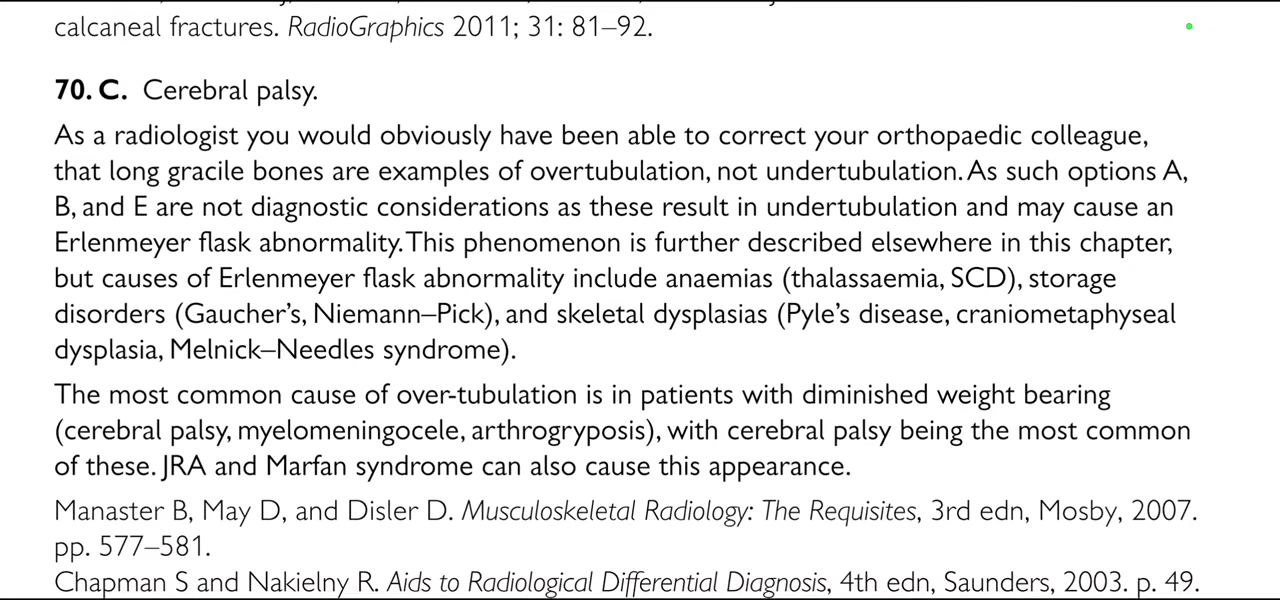 calcaneal fractures. RadioGraphics 2011; 31: 81–92.
70. C. Cerebral palsy.
As a radiologist you would obviously have been able to correct your orthopaedic colleague,
that long gracile bones are examples of overtubulation, not undertubulation. As such options A,
B, and E are not diagnostic considerations as these result in undertubulation and may cause an
Erlenmeyer flask abnormality. This phenomenon is further described elsewhere in this chapter,
but causes of Erlenmeyer flask abnormality include anaemias (thalassaemia, SCD), storage
disorders (Gaucher’s, Niemann–Pick), and skeletal dysplasias (Pyle’s disease, craniometaphyseal
dysplasia, Melnick–Needles syndrome).
The most common cause of over-tubulation is in patients with diminished weight bearing
(cerebral palsy, myelomeningocele, arthrogryposis), with cerebral palsy being the most common
of these. JRA and Marfan syndrome can also cause this appearance.
Manaster B, May D, and Disler D. Musculoskeletal Radiology: The Requisites, 3rd edn, Mosby, 2007.
pp. 577–581.
Chapman S and Nakielny R. Aids to Radiological Differential Diagnosis, 4th edn, Saunders, 2003. p. 49.